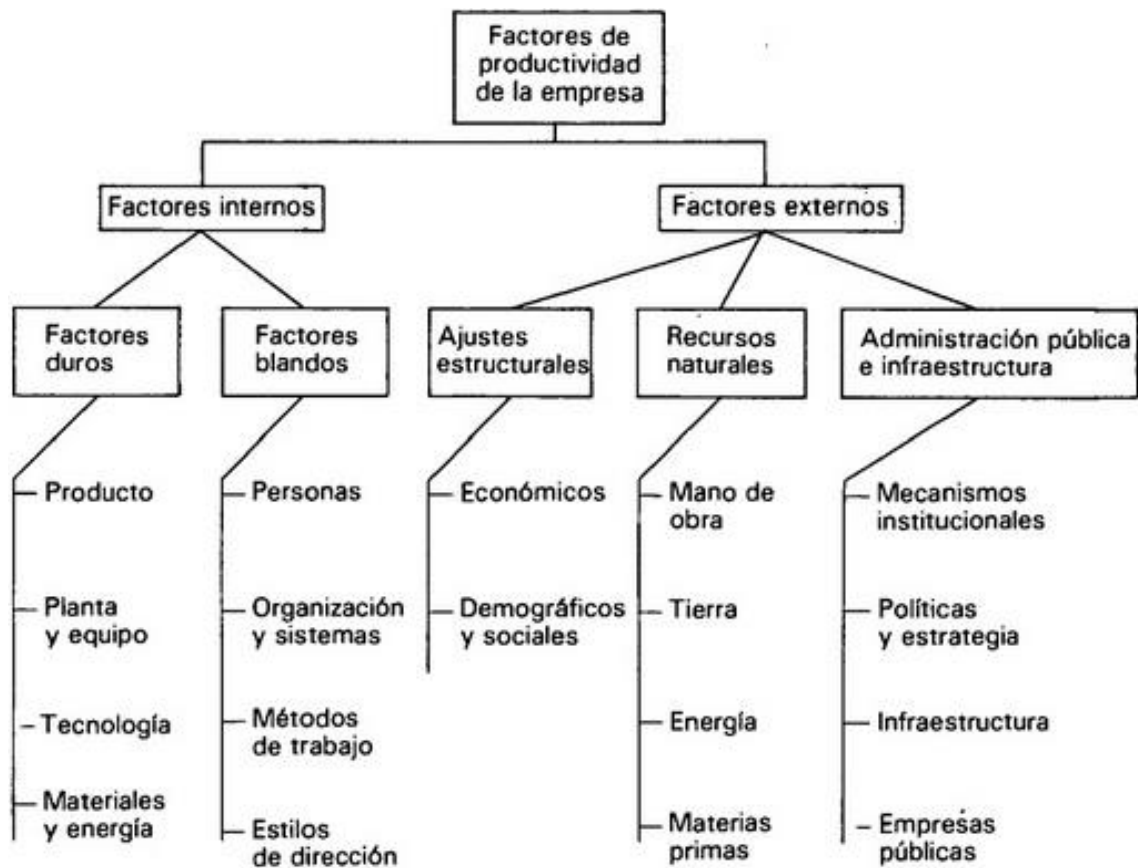 Factores de
productividad
de la empresa
Factores internos
Factores externos
Factores
duros
Factores
blandos
Ajustes
estructurales
Recursos
naturales
Administración pública
e infraestructura
Producto
Planta
y equipo
Tecnología
Materiales
y energía
Personas
Organización
y sistemas
Métodos
de trabajo
Estilos
de dirección
Económicos
Demográficos
y sociales
Mano de
obra
Tierra
Energía
Materias
primas
Mecanismos
institucionales
Políticas
y estrategia
Infraestructura
Empresas
públicas